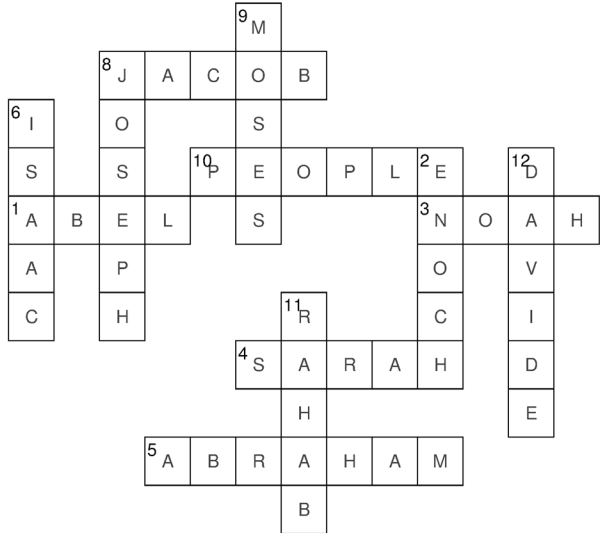 9 M
8 J A C O B
6 I O S
S S 10 P E O P L 2 E 12 D
1 A B E L S 3 N O A H
A P O V
C H 11 R C I
4 S A R A H D
H E
5 A B R A H A M
B